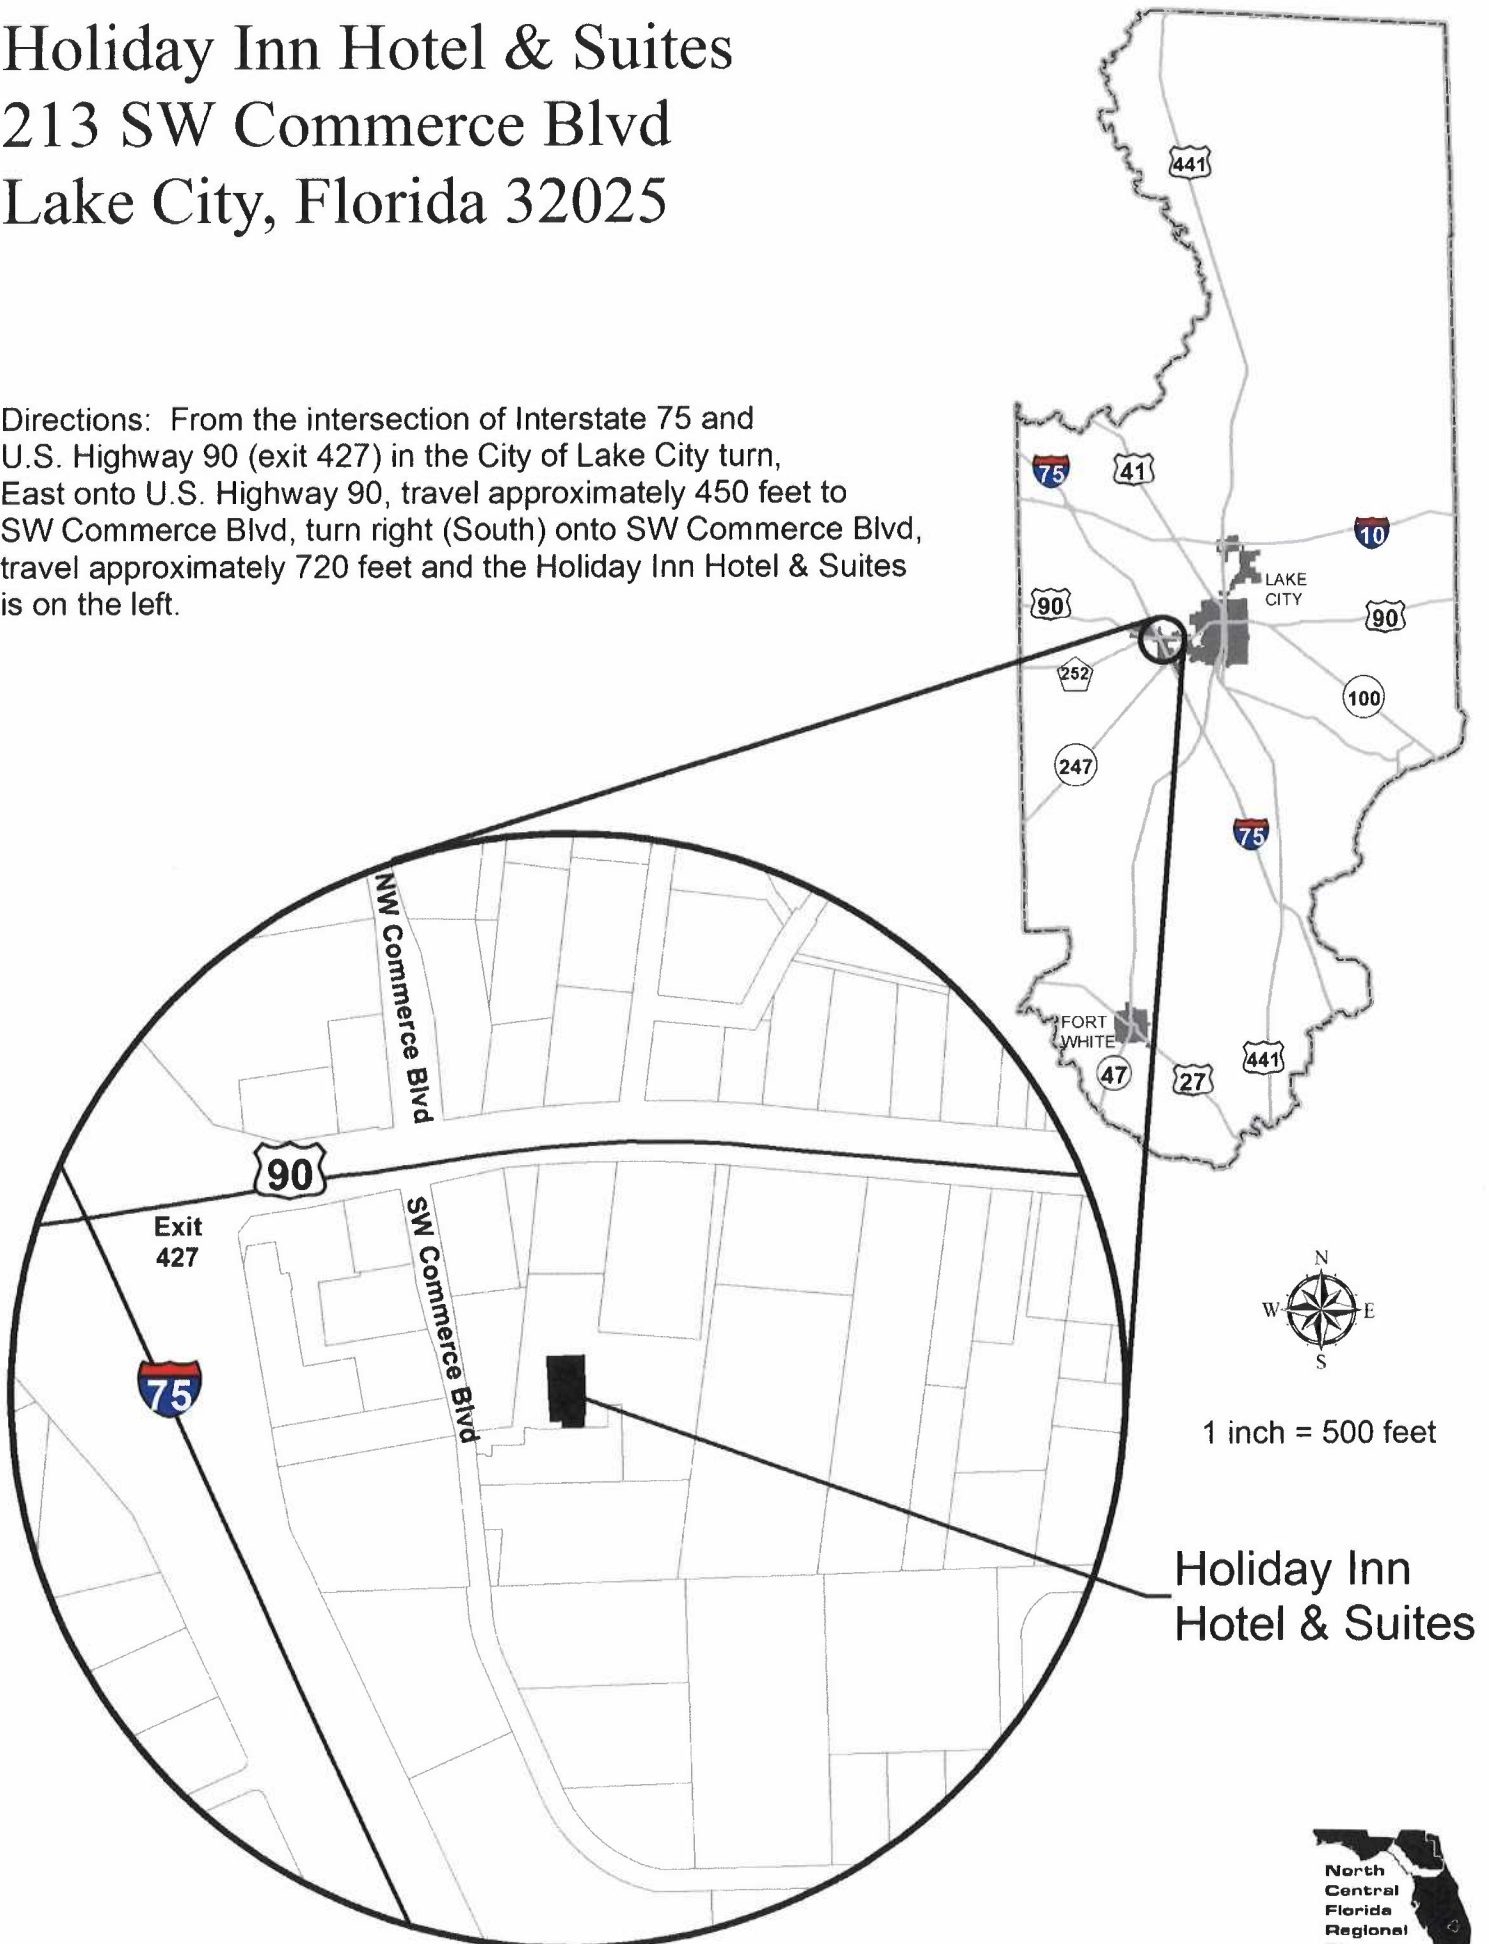 Holiday Inn Hotel & Suites
213 SW Commerce Blvd
Lake City, Florida 32025
Directions: From the intersection of Interstate 75 and
U.S. Highway 90 (exit 427) in the City of Lake City turn,
East onto U.S. Highway 90, travel approximately 450 feet to
SW Commerce Blvd, turn right (South) onto SW Commerce Blvd,
travel approximately 720 feet and the Holiday Inn Hotel & Suites
is on the left.
441
75
41
10
LAKE
CITY
90
90
252
100
247
75
FORT
WHITE
47
27
441
NW Commerce Blvd
90
Exit
427
SW Commerce Blvd
75
N
W
E
S
1 inch = 500 feet
Holiday Inn
Hotel & Suites
North
Central
Florida
Regional